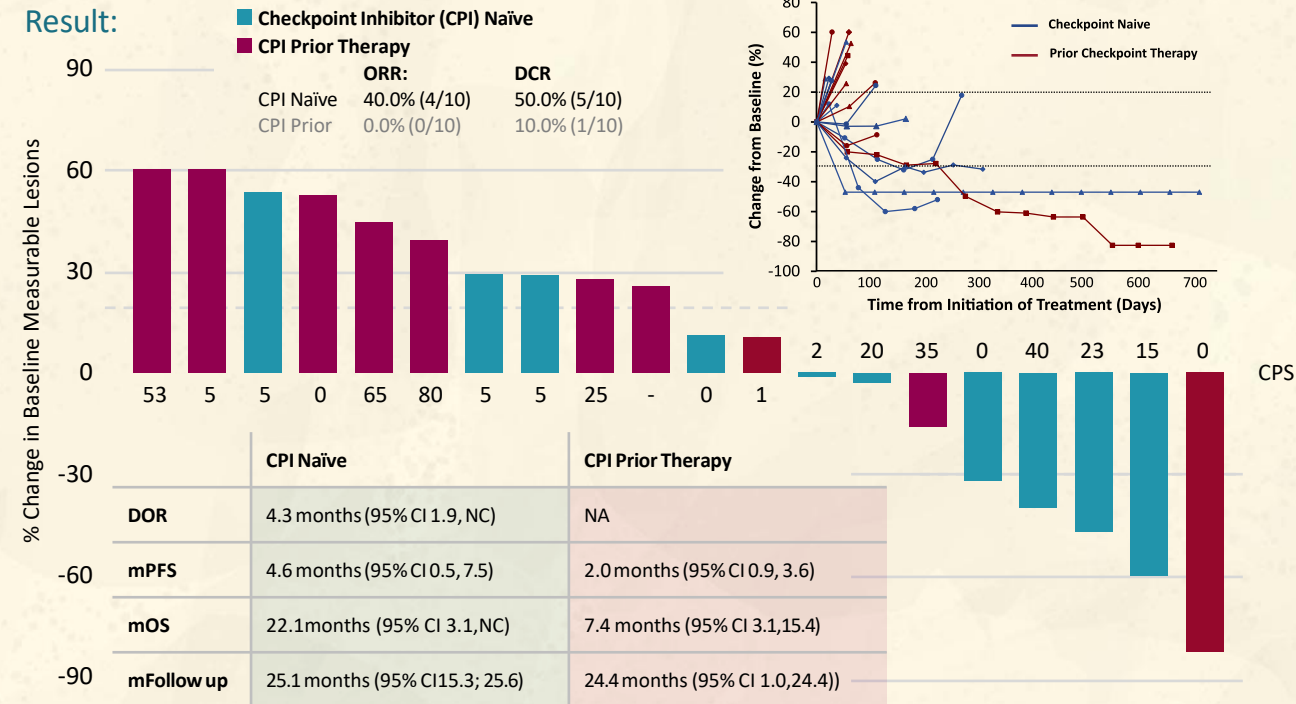 Result:
Checkpoint Inhibitor (CPI) Naïve
CPI Prior Therapy
ORR: DCR
CPI Naïve 40.0% (4/10) 50.0% (5/10)
CPI Prior 0.0% (0/10) 10.0% (1/10)
% Change in Baseline Measurable Lesions
90
60
30
0
-30
-60
-90
53 5 5 0 65 80 5 5 25 - 0 1
2 20 35 0 40 23 15 0
CPS
Change from Baseline (%)
80
60
40
20
0
-20
-40
-60
-80
-100
0 100 200 300 400 500 600 700
Time from Initiation of Treatment (Days)
Checkpoint Naive
Prior Checkpoint Therapy
CPI Naïve CPI Prior Therapy
DOR 4.3 months (95% CI 1.9, NC) NA
mPFS 4.6 months (95% CI 0.5, 7.5) 2.0 months (95% CI 0.9, 3.6)
mOS 22.1months (95% CI 3.1,NC) 7.4 months (95% CI 3.1,15.4)
mFollow up 25.1 months (95% CI15.3; 25.6) 24.4 months (95% CI 1.0,24.4))